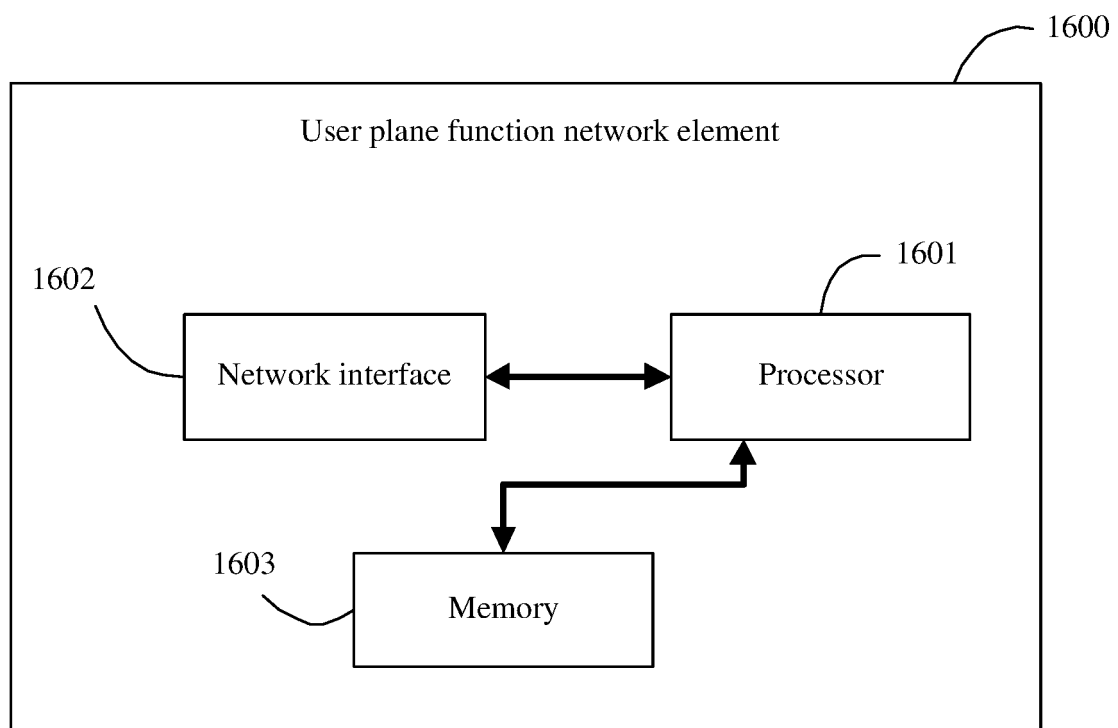 1600
User plane function network element
1601
1602
Network interface
Processor
1603
Memory